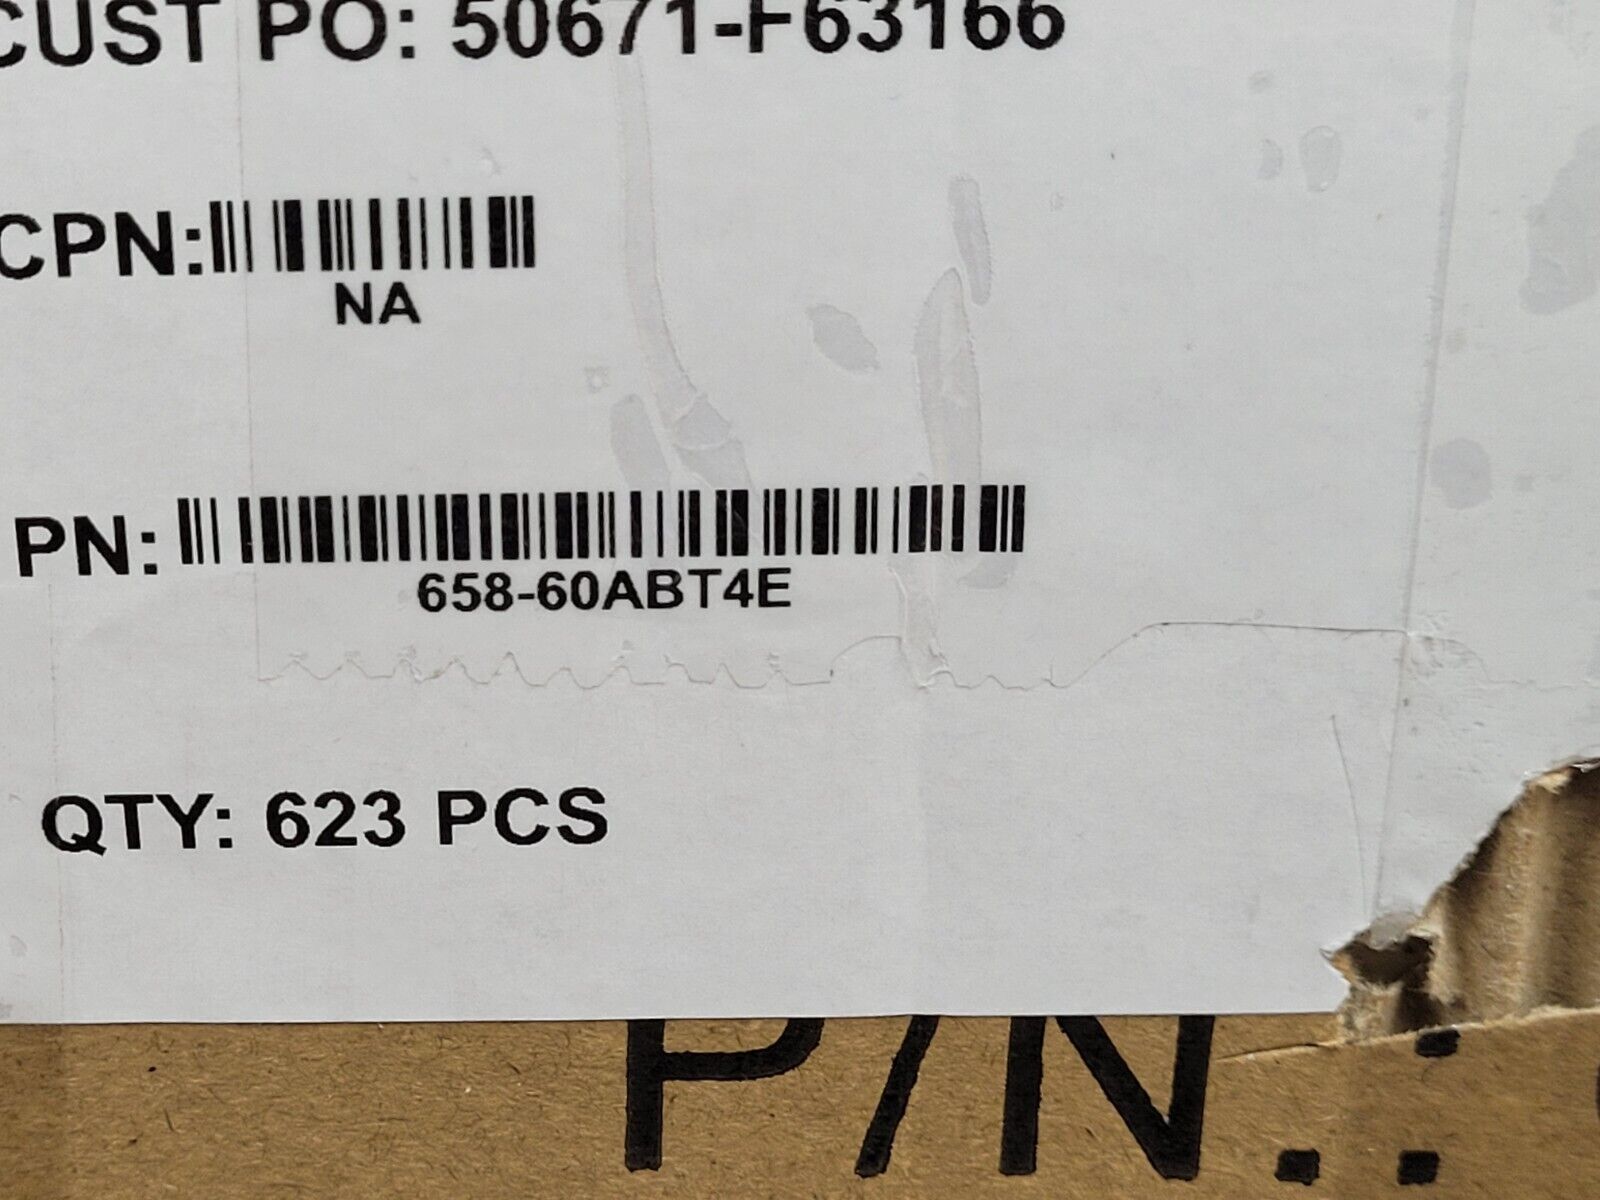 CUST PO: 50671-F63166
CPN:
NA
PN:
658-60ABT4E
QTY: 623 PCS
P/N.: